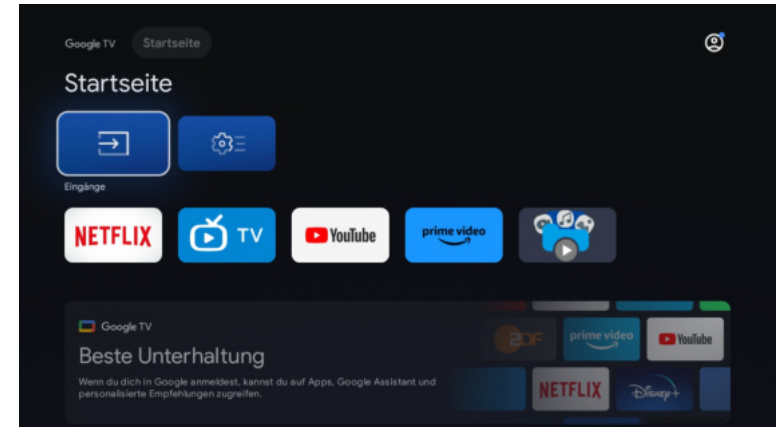 Google TV Startseite
Startseite
Eingänge
NETFLIX TV YouTube prime video
Google TV
Beste Unterhaltung
Wenn du dich in Google anmeldest, kannst du auf Apps, Google Assistant und
personalisierte Empfehlungen zugreifen.
ZDF prime video YouTube
NETFLIX Disney+